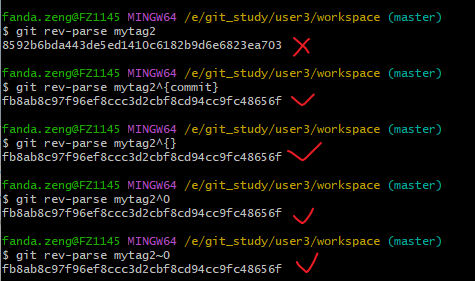 fanda.zeng@FZ1145 MINGW64 /e/git_study/user3/workspace (master)
$ git rev-parse mytag2
8592b6bda443de5ed1410c6182b9d6e6823ea703
fanda.zeng@FZ1145 MINGW64 /e/git_study/user3/workspace (master)
$ git rev-parse mytag2^{commit}
fb8ab8c97f96ef8ccc3d2cbf8cd94cc9fc48656f
fanda.zeng@FZ1145 MINGW64 /e/git_study/user3/workspace (master)
$ git rev-parse mytag2^{}
fb8ab8c97f96ef8ccc3d2cbf8cd94cc9fc48656f
fanda.zeng@FZ1145 MINGW64 /e/git_study/user3/workspace (master)
$ git rev-parse mytag2^0
fb8ab8c97f96ef8ccc3d2cbf8cd94cc9fc48656f
fanda.zeng@FZ1145 MINGW64 /e/git_study/user3/workspace (master)
$ git rev-parse mytag2~0
fb8ab8c97f96ef8ccc3d2cbf8cd94cc9fc48656f